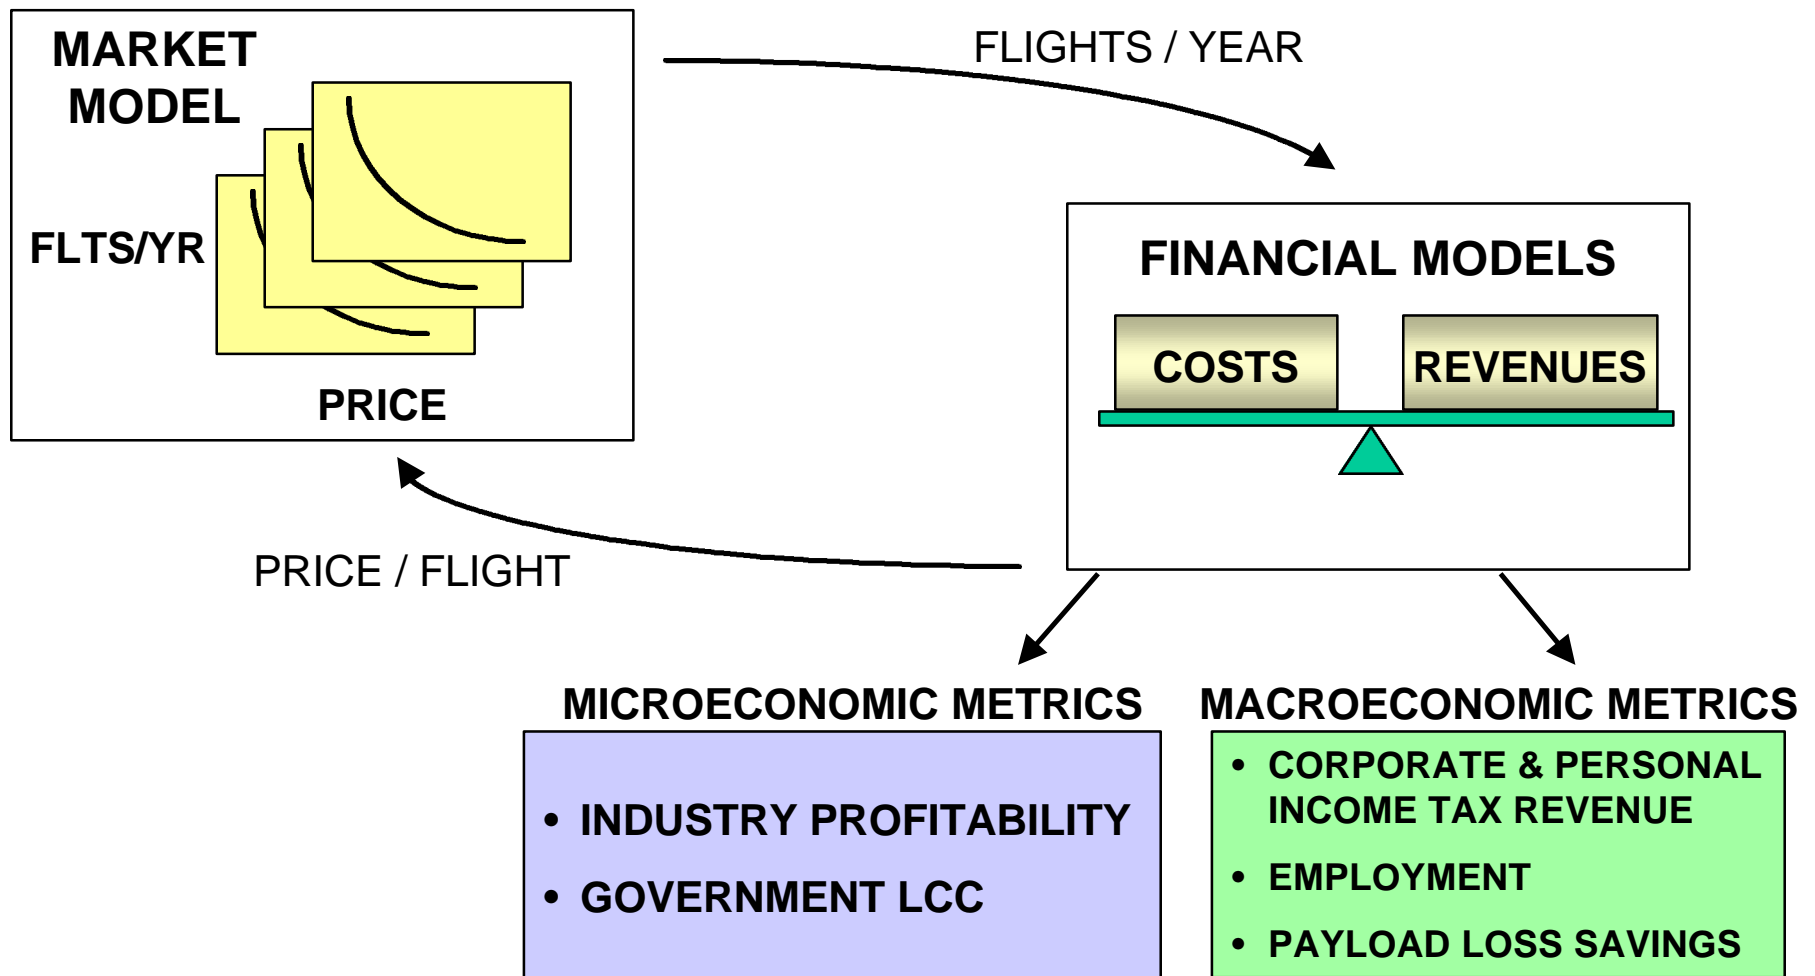 MARKET
MODEL
FLTS/YR
PRICE
FLIGHTS / YEAR
FINANCIAL MODELS
COSTS
REVENUES
PRICE / FLIGHT
MICROECONOMIC METRICS
• INDUSTRY PROFITABILITY
• GOVERNMENT LCC
MACROECONOMIC METRICS
• CORPORATE & PERSONAL
INCOME TAX REVENUE
• EMPLOYMENT
• PAYLOAD LOSS SAVINGS